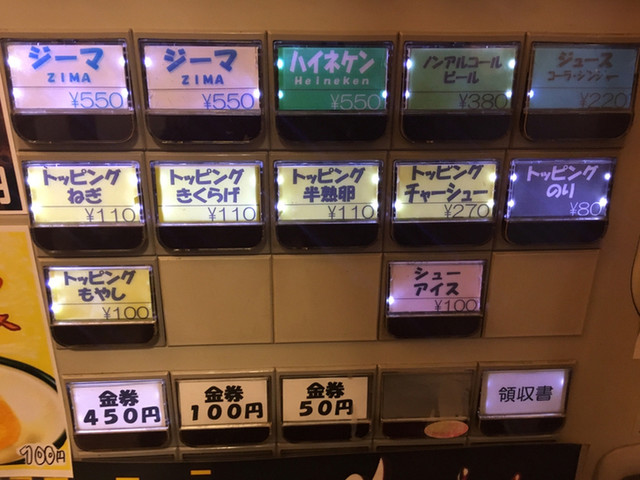 ジーマ
ZIMA
¥550
ジーマ
ZIMA
¥550
ハイネケン
Heineken
¥550
ノンアルコール
ビール
¥380
ジュース
コーラ・ジンジャー
¥220
トッピング
ねぎ
¥110
トッピング
きくらげ
¥110
トッピング
半熟卵
¥110
トッピング
チャーシュー
¥270
トッピング
のり
¥80
トッピング
もやし
¥100
シュー
アイス
¥100
金券
450円
金券
100円
金券
50円
領収書
円
100円